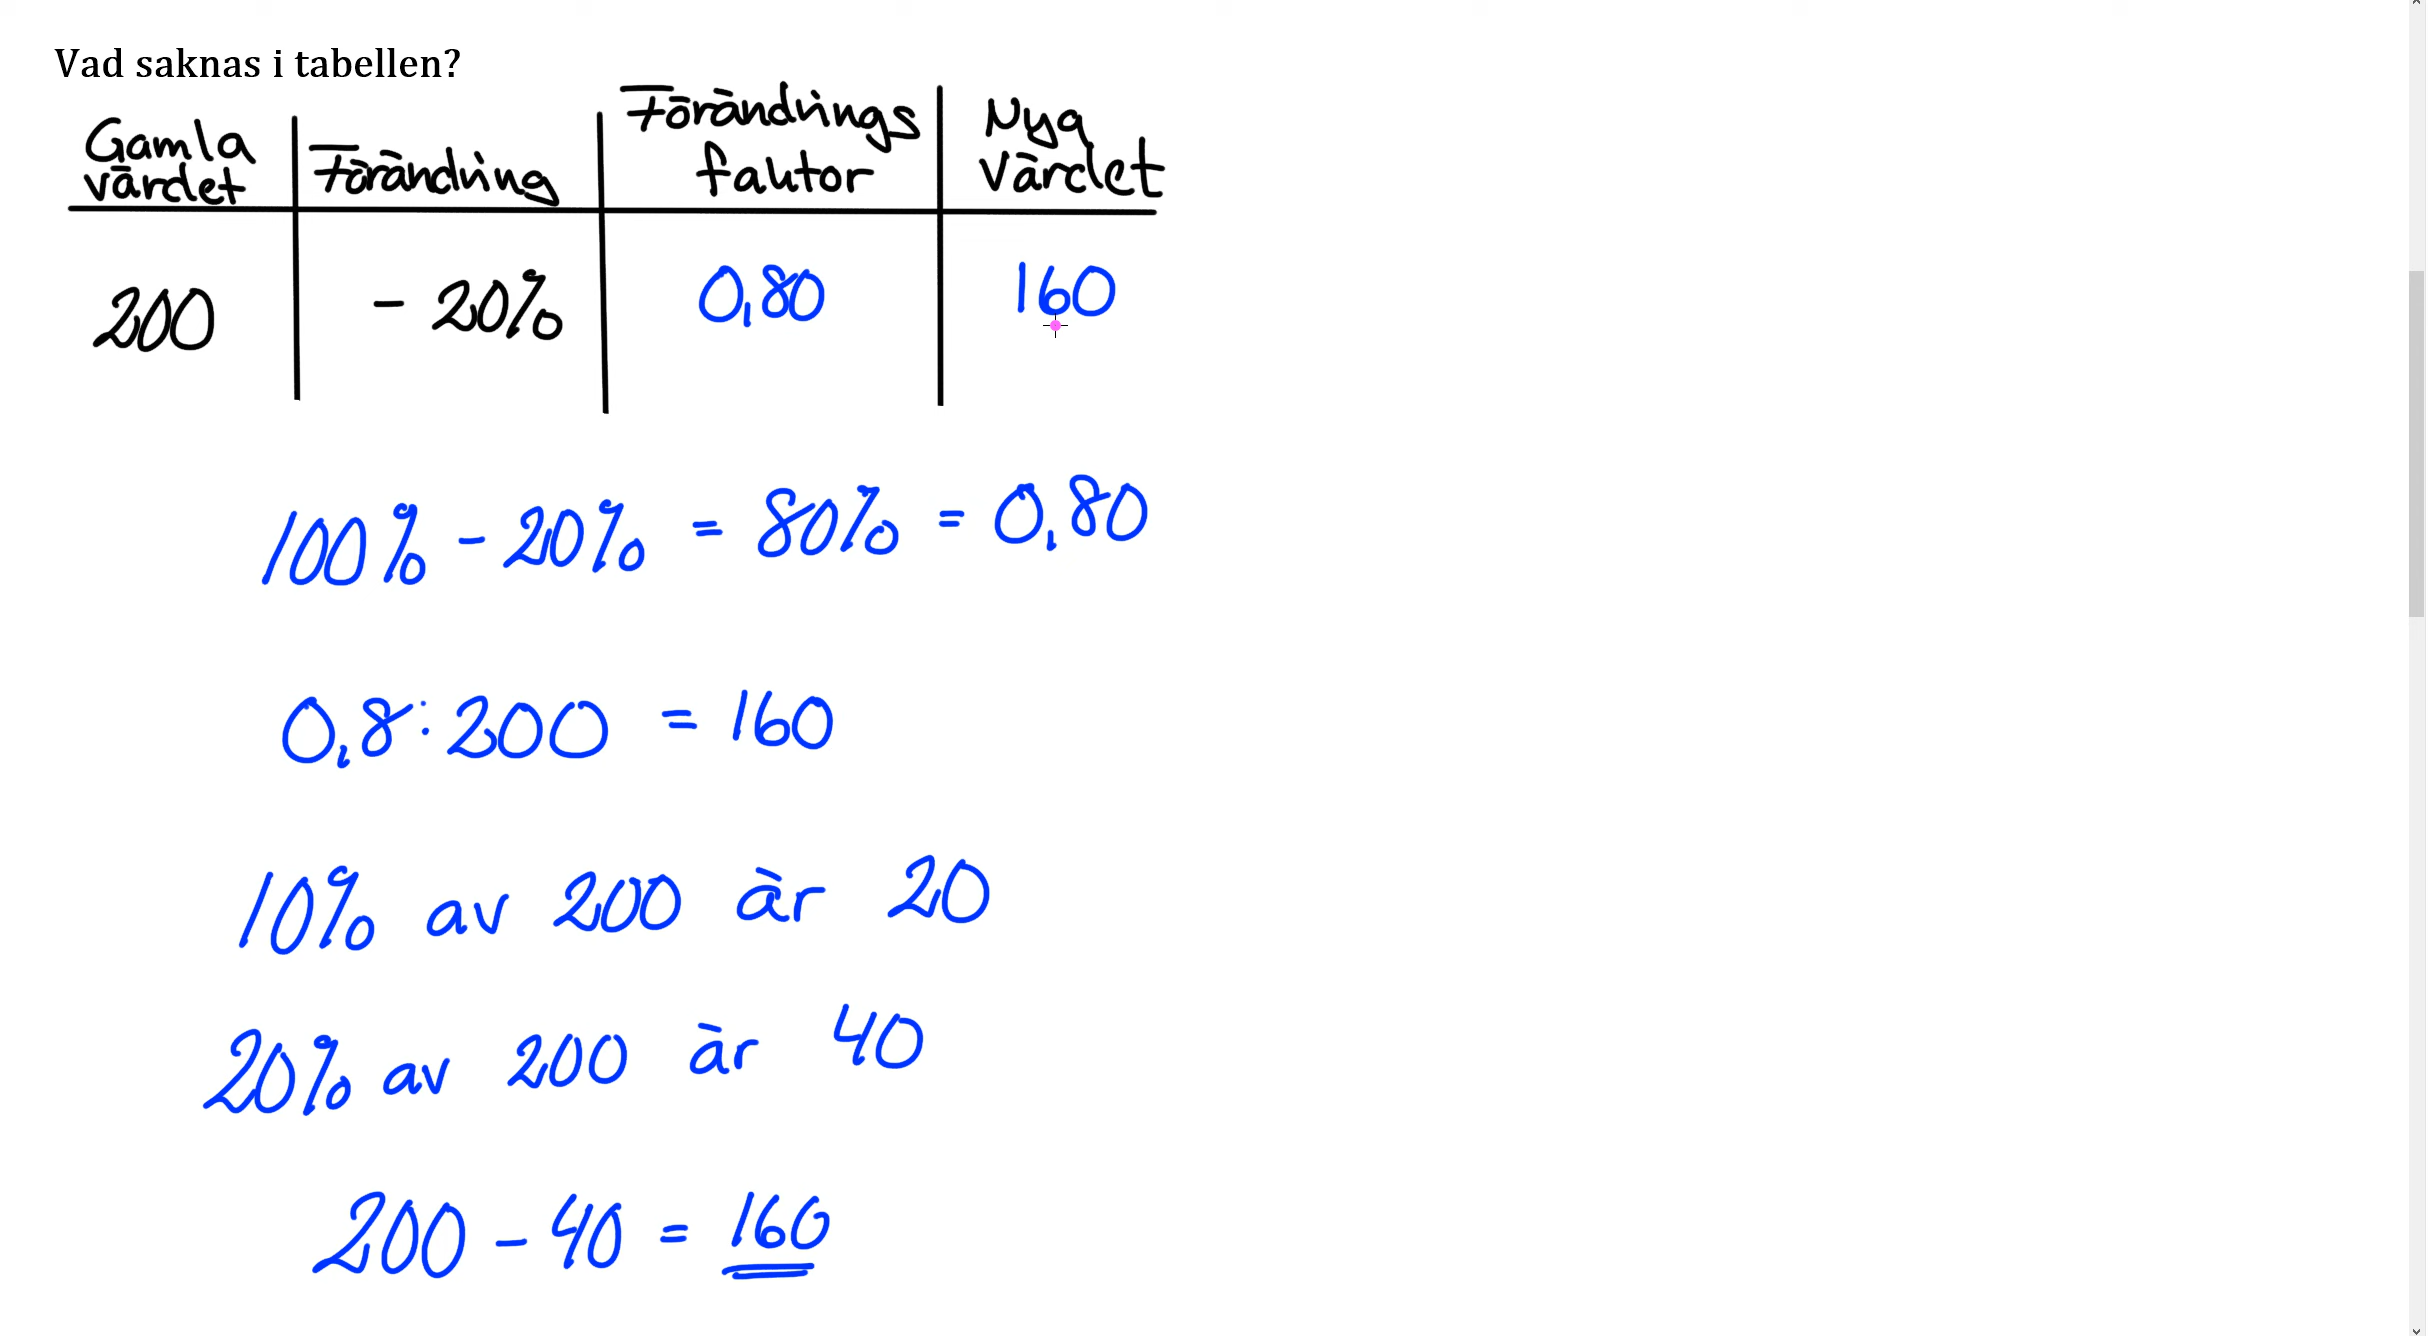 Vad saknas i tabellen?
Gamla värdet | Förändring | Förändrings faktor | Nya värdet
200 | - 20% | 0,80 | 160
100% - 20% = 80% = 0,80
0,8 : 200 = 160
10% av 200 är 20
20% av 200 är 40
200 - 40 = 160